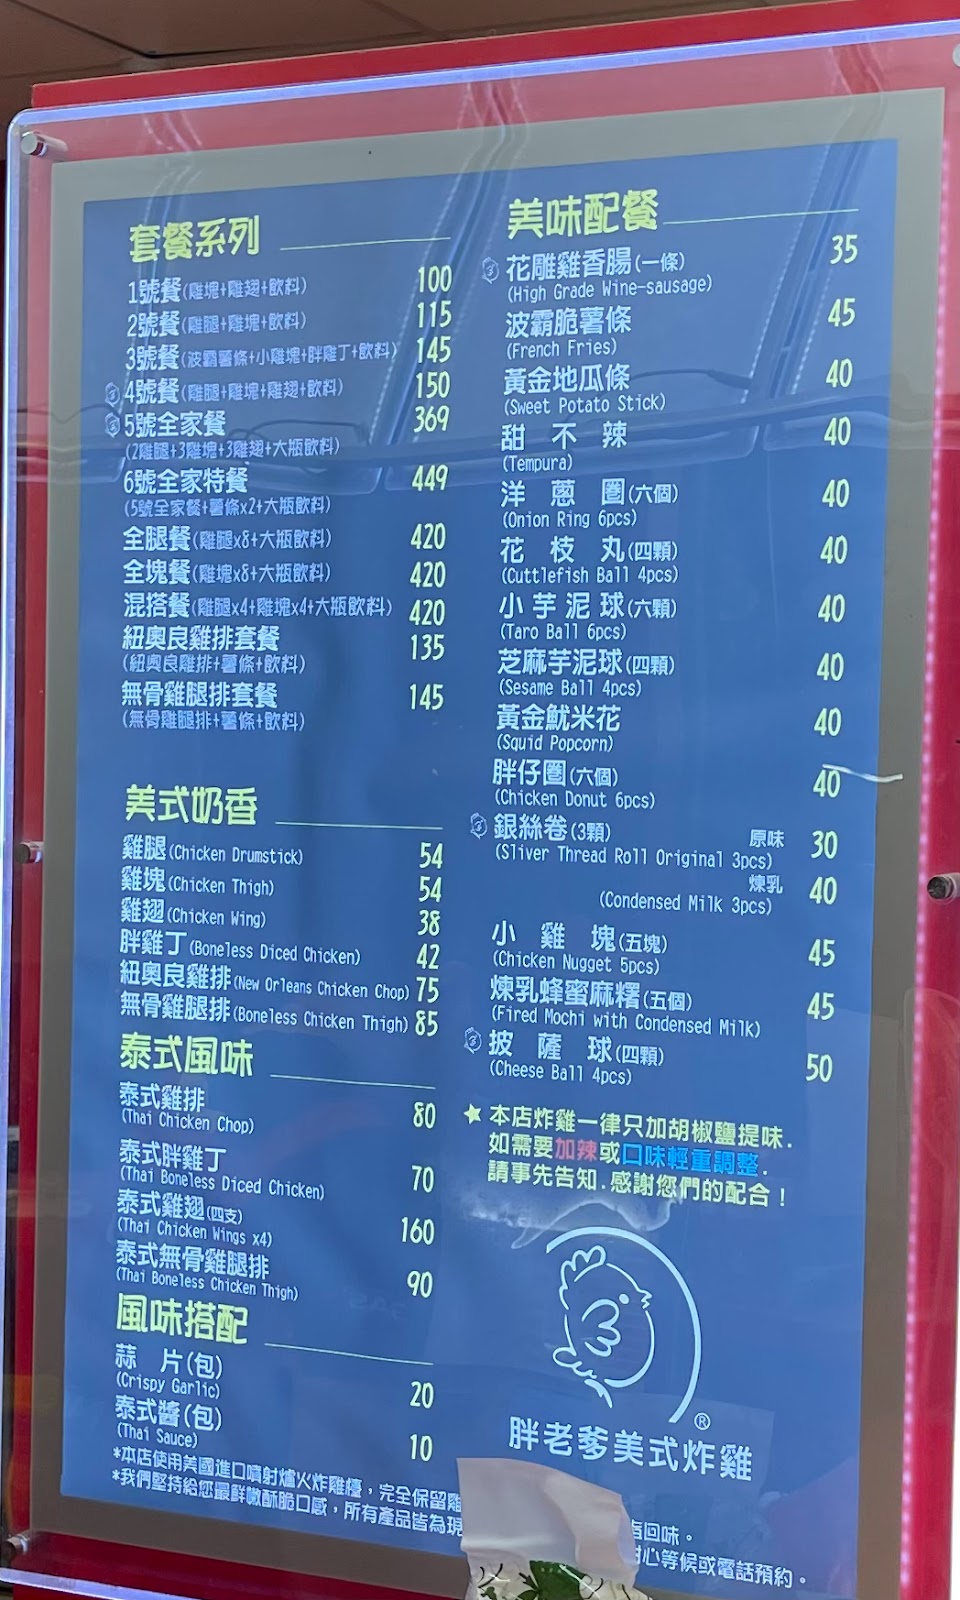 套餐系列
1號餐(雞塊+雞翅+飲料) 100
2號餐(雞腿+雞塊+飲料) 115
3號餐(波霸薯條+小雞塊+胖雞丁+飲料) 145
4號餐(雞腿+雞塊+雞翅+飲料) 150
5號全家餐 369
(2雞腿+3雞塊+3雞翅+大瓶飲料)
6號全家特餐 449
(5號全家餐+薯條x2+大瓶飲料)
全腿餐(雞腿x8+大瓶飲料) 420
全塊餐(雞塊x8+大瓶飲料) 420
混搭餐(雞腿x4+雞塊x4+大瓶飲料) 420
紐奧良雞排套餐 135
(紐奧良雞排+薯條+飲料)
無骨雞腿排套餐 145
(無骨雞腿排+薯條+飲料)
美式奶香
雞腿(Chicken Drumstick) 54
雞塊(Chicken Thigh) 54
雞翅(Chicken Wing) 38
胖雞丁(Boneless Diced Chicken) 42
紐奧良雞排(New Orleans Chicken Chop) 75
無骨雞腿排(Boneless Chicken Thigh) 85
泰式風味
泰式雞排 80
(Thai Chicken Chop)
泰式胖雞丁 70
(Thai Boneless Diced Chicken)
泰式雞翅(四支) 160
(Thai Chicken Wings x4)
泰式無骨雞腿排 90
(Thai Boneless Chicken Thigh)
風味搭配
蒜 片(包) 20
(Crispy Garlic)
泰式醬(包) 10
(Thai Sauce)
美味配餐
花雕雞香腸(一條) 35
(High Grade Wine-sausage)
波霸脆薯條 45
(French Fries)
黃金地瓜條 40
(Sweet Potato Stick)
甜 不 辣 40
(Tempura)
洋 蔥 圈(六個) 40
(Onion Ring 6pcs)
花 枝 丸(四顆) 40
(Cuttlefish Ball 4pcs)
小芋泥球(六顆) 40
(Taro Ball 6pcs)
芝麻芋泥球(四顆) 40
(Sesame Ball 4pcs)
黃金魷米花 40
(Squid Popcorn)
胖仔圈(六個) 40
(Chicken Donut 6pcs)
銀絲卷(3顆) 原味 30
(Sliver Thread Roll Original 3pcs)
煉乳 40
(Condensed Milk 3pcs)
小 雞 塊(五塊) 45
(Chicken Nugget 5pcs)
煉乳蜂蜜麻糬(五個) 45
(Fired Mochi with Condensed Milk)
披 薩 球(四顆) 50
(Cheese Ball 4pcs)
★本店炸雞一律只加胡椒鹽提味.
如需要加辣或口味輕重調整.
請事先告知.感謝您們的配合!
®
胖老爹美式炸雞
*本店使用美國進口噴射爐火炸雞檯，完全保留雞 回味。
*我們堅持給您最鮮嫩酥脆口感，所有產品皆為現 心等候或電話預約。